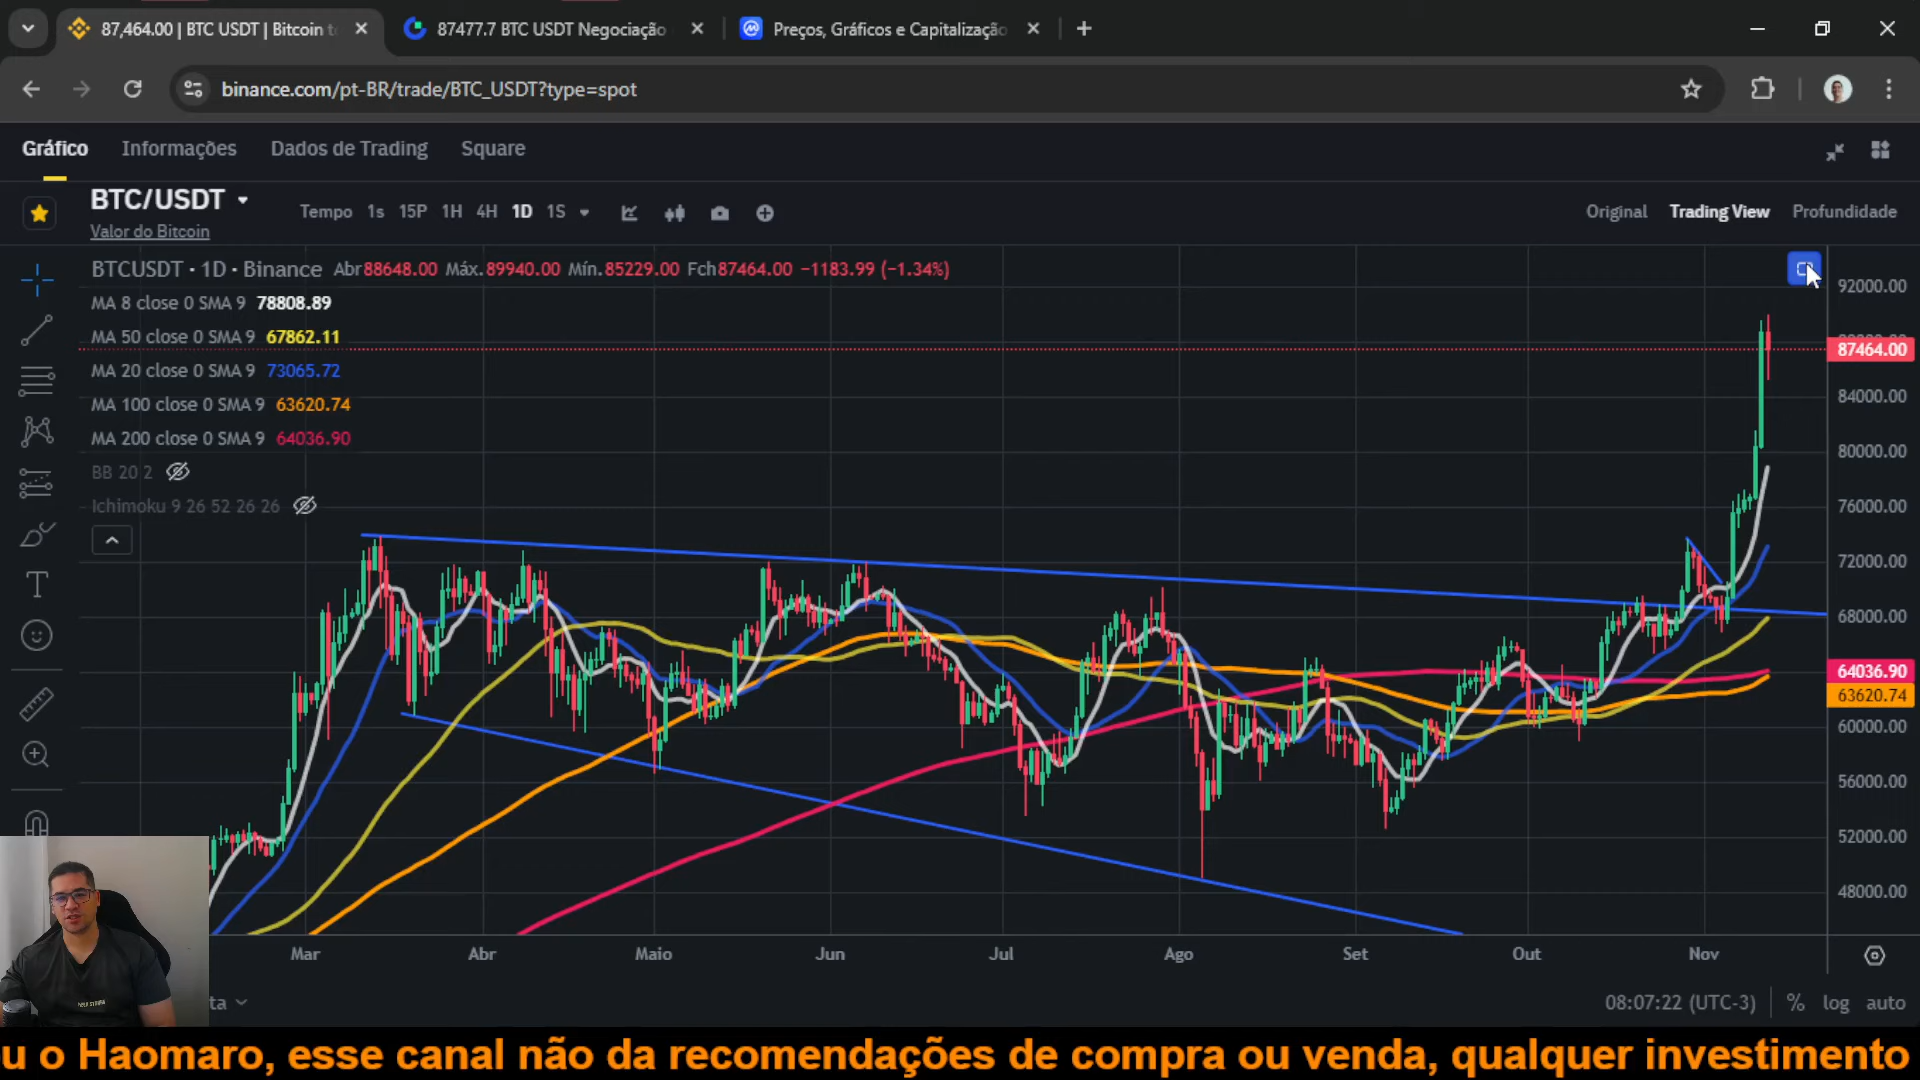 87,464.00 | BTC USDT | Bitcoin t
87477.7 BTC USDT Negociação
Preços, Gráficos e Capitalização
binance.com/pt-BR/trade/BTC_USDT?type=spot
Gráfico
Informações
Dados de Trading
Square
BTC/USDT
Valor do Bitcoin
Tempo 1s 15P 1H 4H 1D 1S
Original
Trading View
Profundidade
BTCUSDT · 1D · Binance Abr88648.00 Máx.89940.00 Mín.85229.00 Fch87464.00 −1183.99 (−1.34%)
MA 8 close 0 SMA 9 78808.89
MA 50 close 0 SMA 9 67862.11
MA 20 close 0 SMA 9 73065.72
MA 100 close 0 SMA 9 63620.74
MA 200 close 0 SMA 9 64036.90
BB 20 2
Ichimoku 9 26 52 26 26
92000.00
87464.00
84000.00
80000.00
76000.00
72000.00
68000.00
64036.90
63620.74
60000.00
56000.00
52000.00
48000.00
Mar Abr Maio Jun Jul Ago Set Out Nov
ta
08:07:22 (UTC-3)
% log auto
u o Haomaro, esse canal não da recomendações de compra ou venda, qualquer investimento